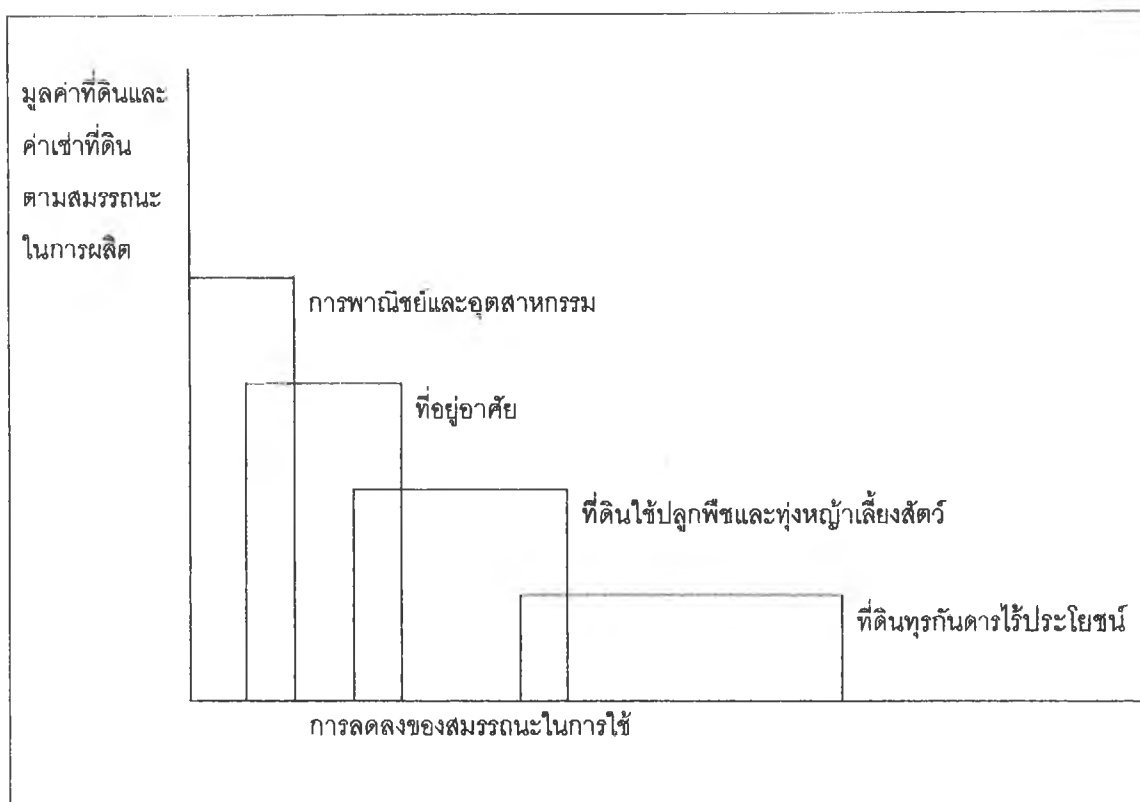 มูลค่าที่ดินและ
ค่าเช่าที่ดิน
ตามสมรรถนะ
ในการผลิต
การพาณิชย์และอุตสาหกรรม
ที่อยู่อาศัย
ที่ดินใช้ปลูกพืชและทุ่งหญ้าเลี้ยงสัตว์
ที่ดินทุรกันดารไร้ประโยชน์
การลดลงของสมรรถนะในการใช้